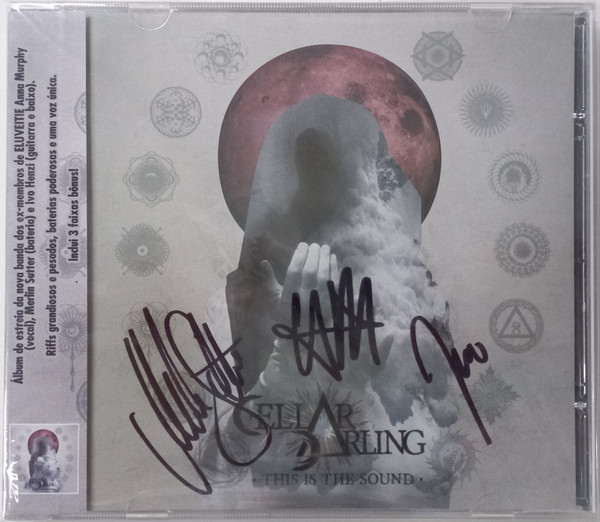 Álbum de estreia da nova banda dos ex-membros de ELUVEITIE Anna Murphy
(vocal), Merlin Sutter (bateria) e Ivo Henzi (guitarra e baixo).
Riffs grandiosos e pesados, baterias poderosas e uma voz única.
Inclui 3 faixas bônus!
CELLAR
DARLING
· THIS IS THE SOUND ·
Ivo